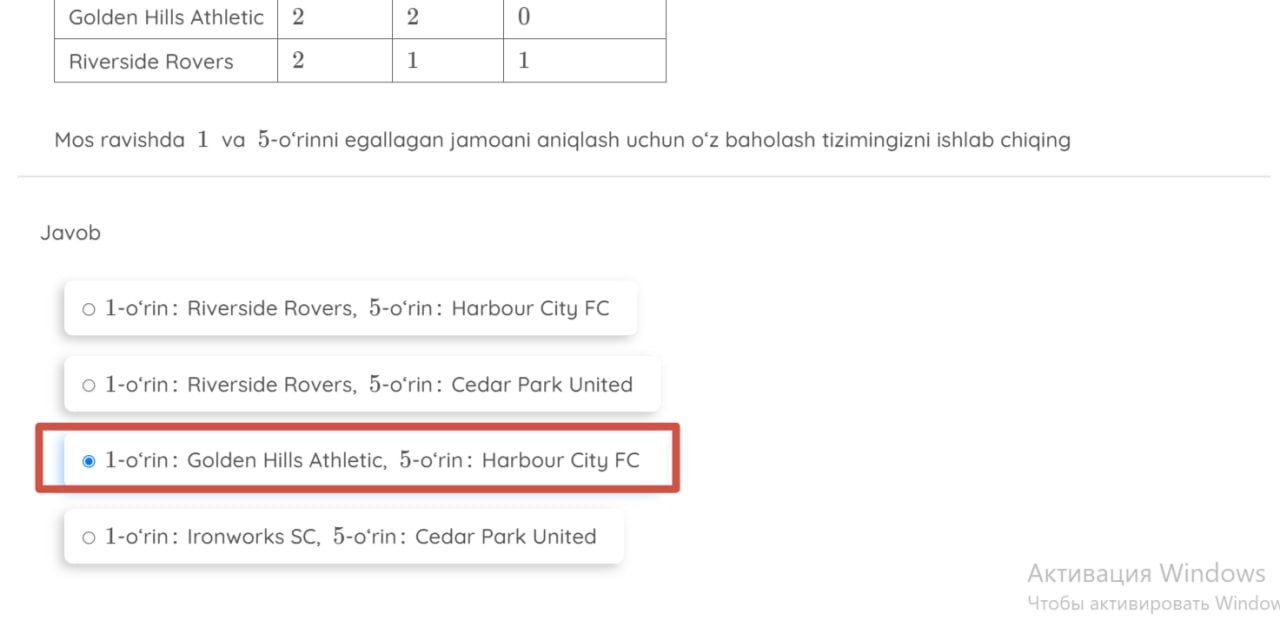 Golden Hills Athletic 2 2 0
Riverside Rovers 2 1 1
Mos ravishda 1 va 5-o‘rinni egallagan jamoani aniqlash uchun o‘z baholash tizimingizni ishlab chiqing
Javob
1-o‘rin: Riverside Rovers, 5-o‘rin: Harbour City FC
1-o‘rin: Riverside Rovers, 5-o‘rin: Cedar Park United
1-o‘rin: Golden Hills Athletic, 5-o‘rin: Harbour City FC
1-o‘rin: Ironworks SC, 5-o‘rin: Cedar Park United
Активация Windows
Чтобы активировать Window